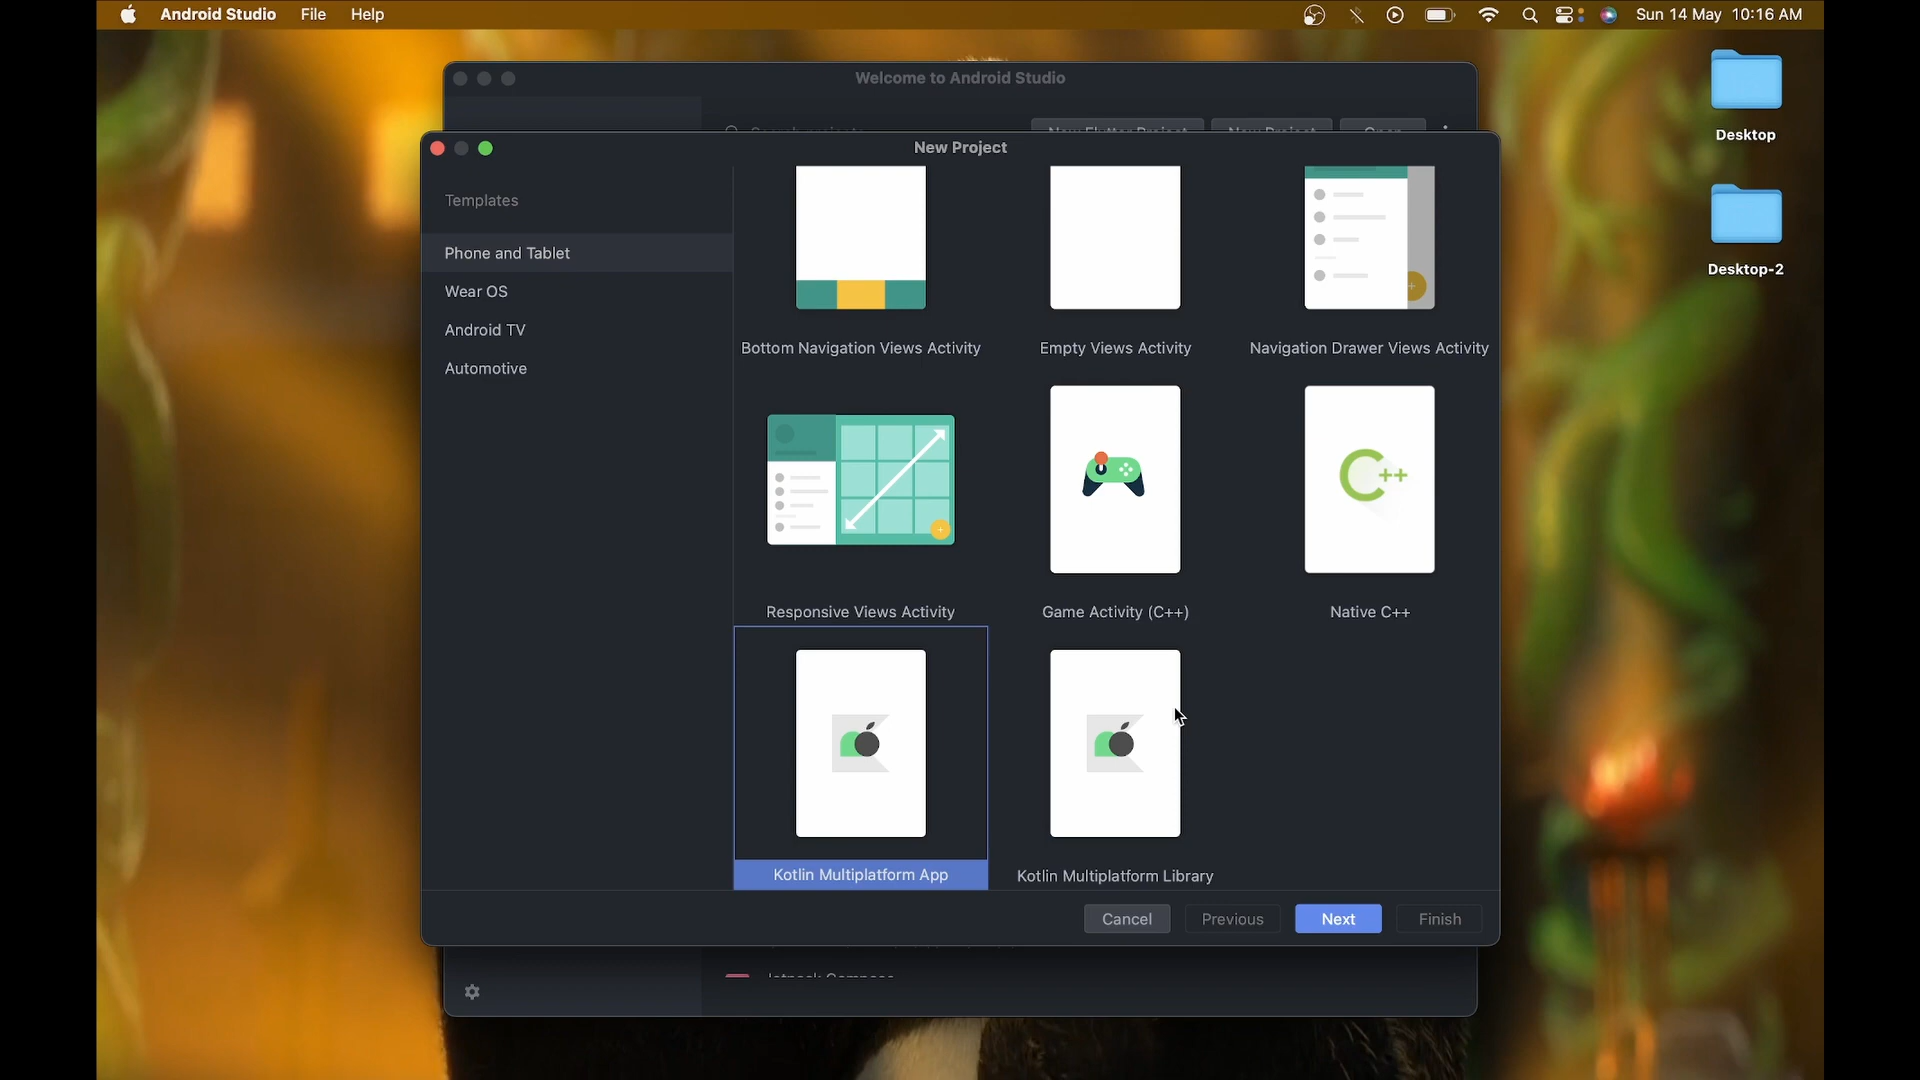 Android Studio File Help Sun 14 May 10:16 AM
Desktop
Desktop-2
Welcome to Android Studio
New Project
Templates
Phone and Tablet
Wear OS
Android TV
Automotive
Bottom Navigation Views Activity Empty Views Activity Navigation Drawer Views Activity
C++
Responsive Views Activity Game Activity (C++) Native C++
Kotlin Multiplatform App Kotlin Multiplatform Library
Cancel Previous Next Finish